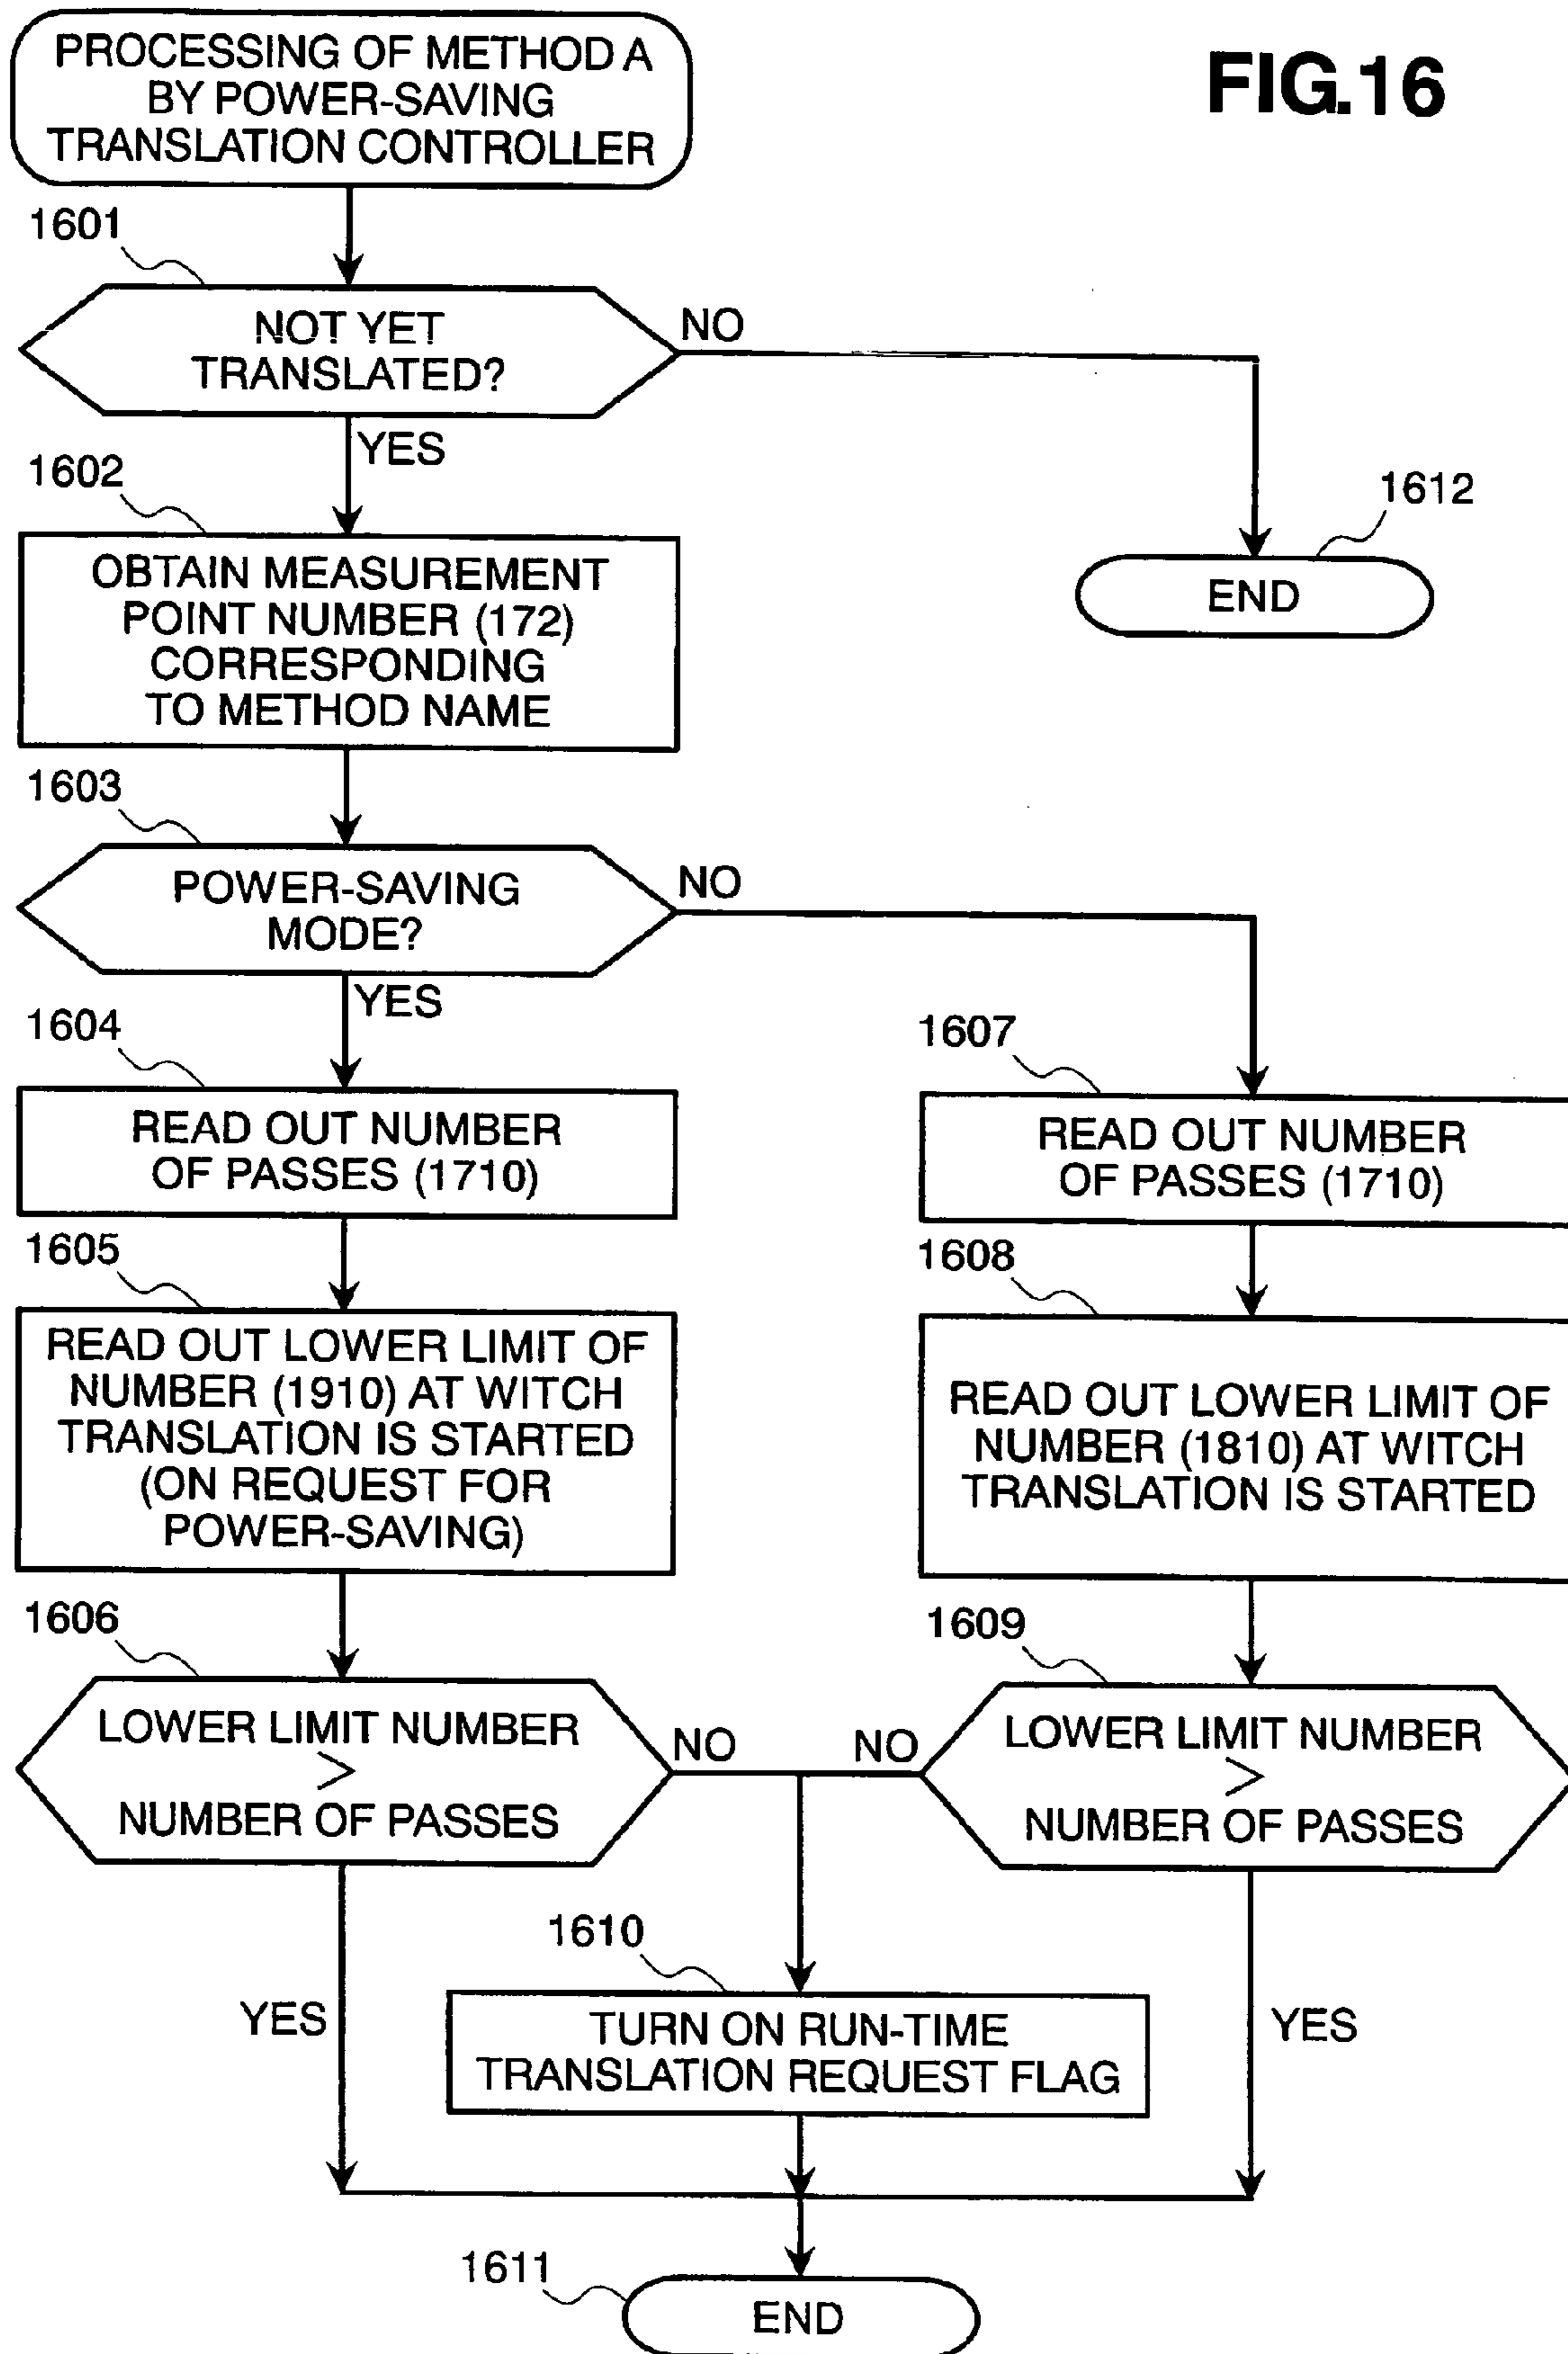 PROCESSING OF METHOD A
BY POWER-SAVING
TRANSLATION CONTROLLER
FIG.16
1601
NOT YET
TRANSLATED?
NO
YES
1602
OBTAIN MEASUREMENT
POINT NUMBER (172)
CORRESPONDING
TO METHOD NAME
1612
END
1603
POWER-SAVING
MODE?
NO
YES
1604
READ OUT NUMBER
OF PASSES (1710)
1607
READ OUT NUMBER
OF PASSES (1710)
1605
READ OUT LOWER LIMIT OF
NUMBER (1910) AT WITCH
TRANSLATION IS STARTED
(ON REQUEST FOR
POWER-SAVING)
1608
READ OUT LOWER LIMIT OF
NUMBER (1810) AT WITCH
TRANSLATION IS STARTED
1606
LOWER LIMIT NUMBER
>
NUMBER OF PASSES
NO
NO
1609
LOWER LIMIT NUMBER
>
NUMBER OF PASSES
YES
1610
TURN ON RUN-TIME
TRANSLATION REQUEST FLAG
YES
1611
END